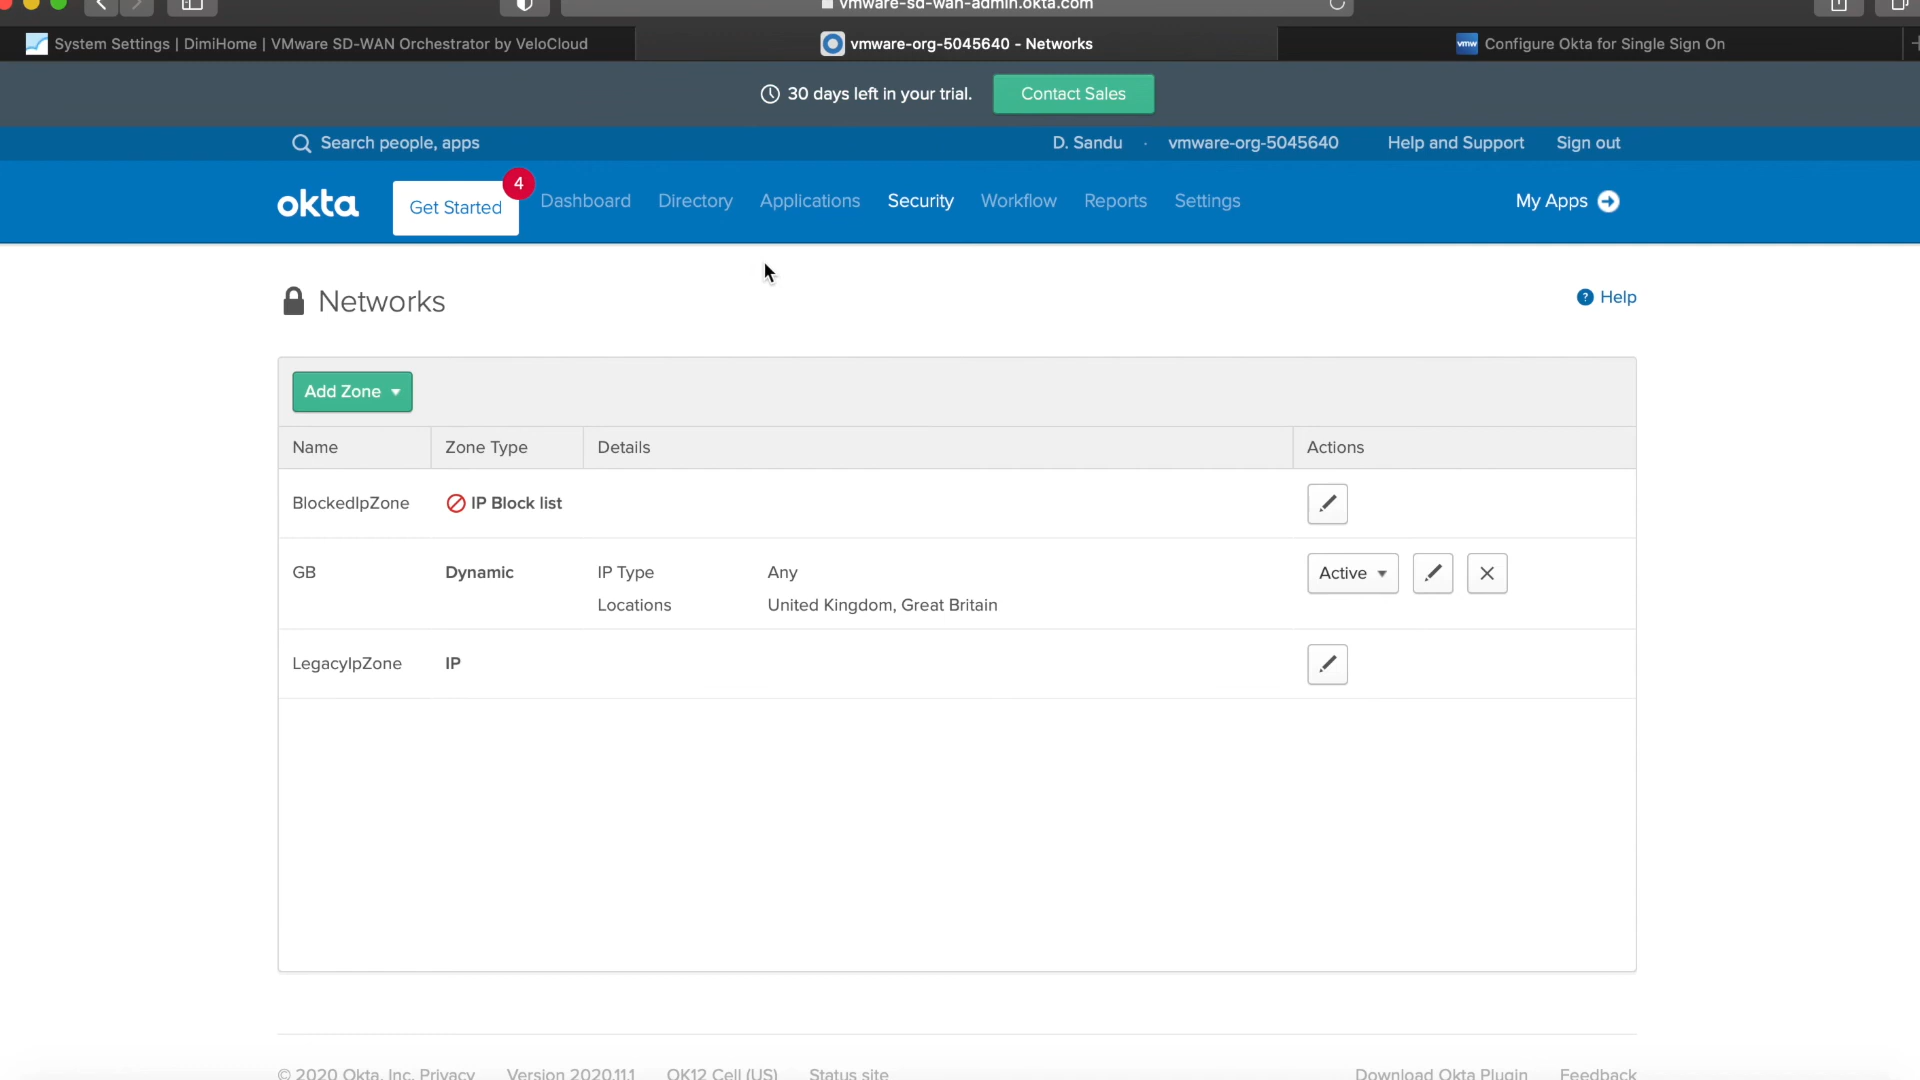 vmware-sd-wan-admin.okta.com
System Settings | DimiHome | VMware SD-WAN Orchestrator by VeloCloud
vmware-org-5045640 - Networks
vmw
Configure Okta for Single Sign On
30 days left in your trial.
Contact Sales
Search people, apps
D. Sandu · vmware-org-5045640
Help and Support
Sign out
okta
Get Started
4
Dashboard
Directory
Applications
Security
Workflow
Reports
Settings
My Apps
Networks
Help
Add Zone
Name Zone Type Details Actions
BlockedIpZone IP Block list
GB Dynamic IP Type Any Active
Locations United Kingdom, Great Britain
LegacyIpZone IP
© 2020 Okta, Inc. Privacy Version 2020.11.1 OK12 Cell (US) Status site Download Okta Plugin Feedback